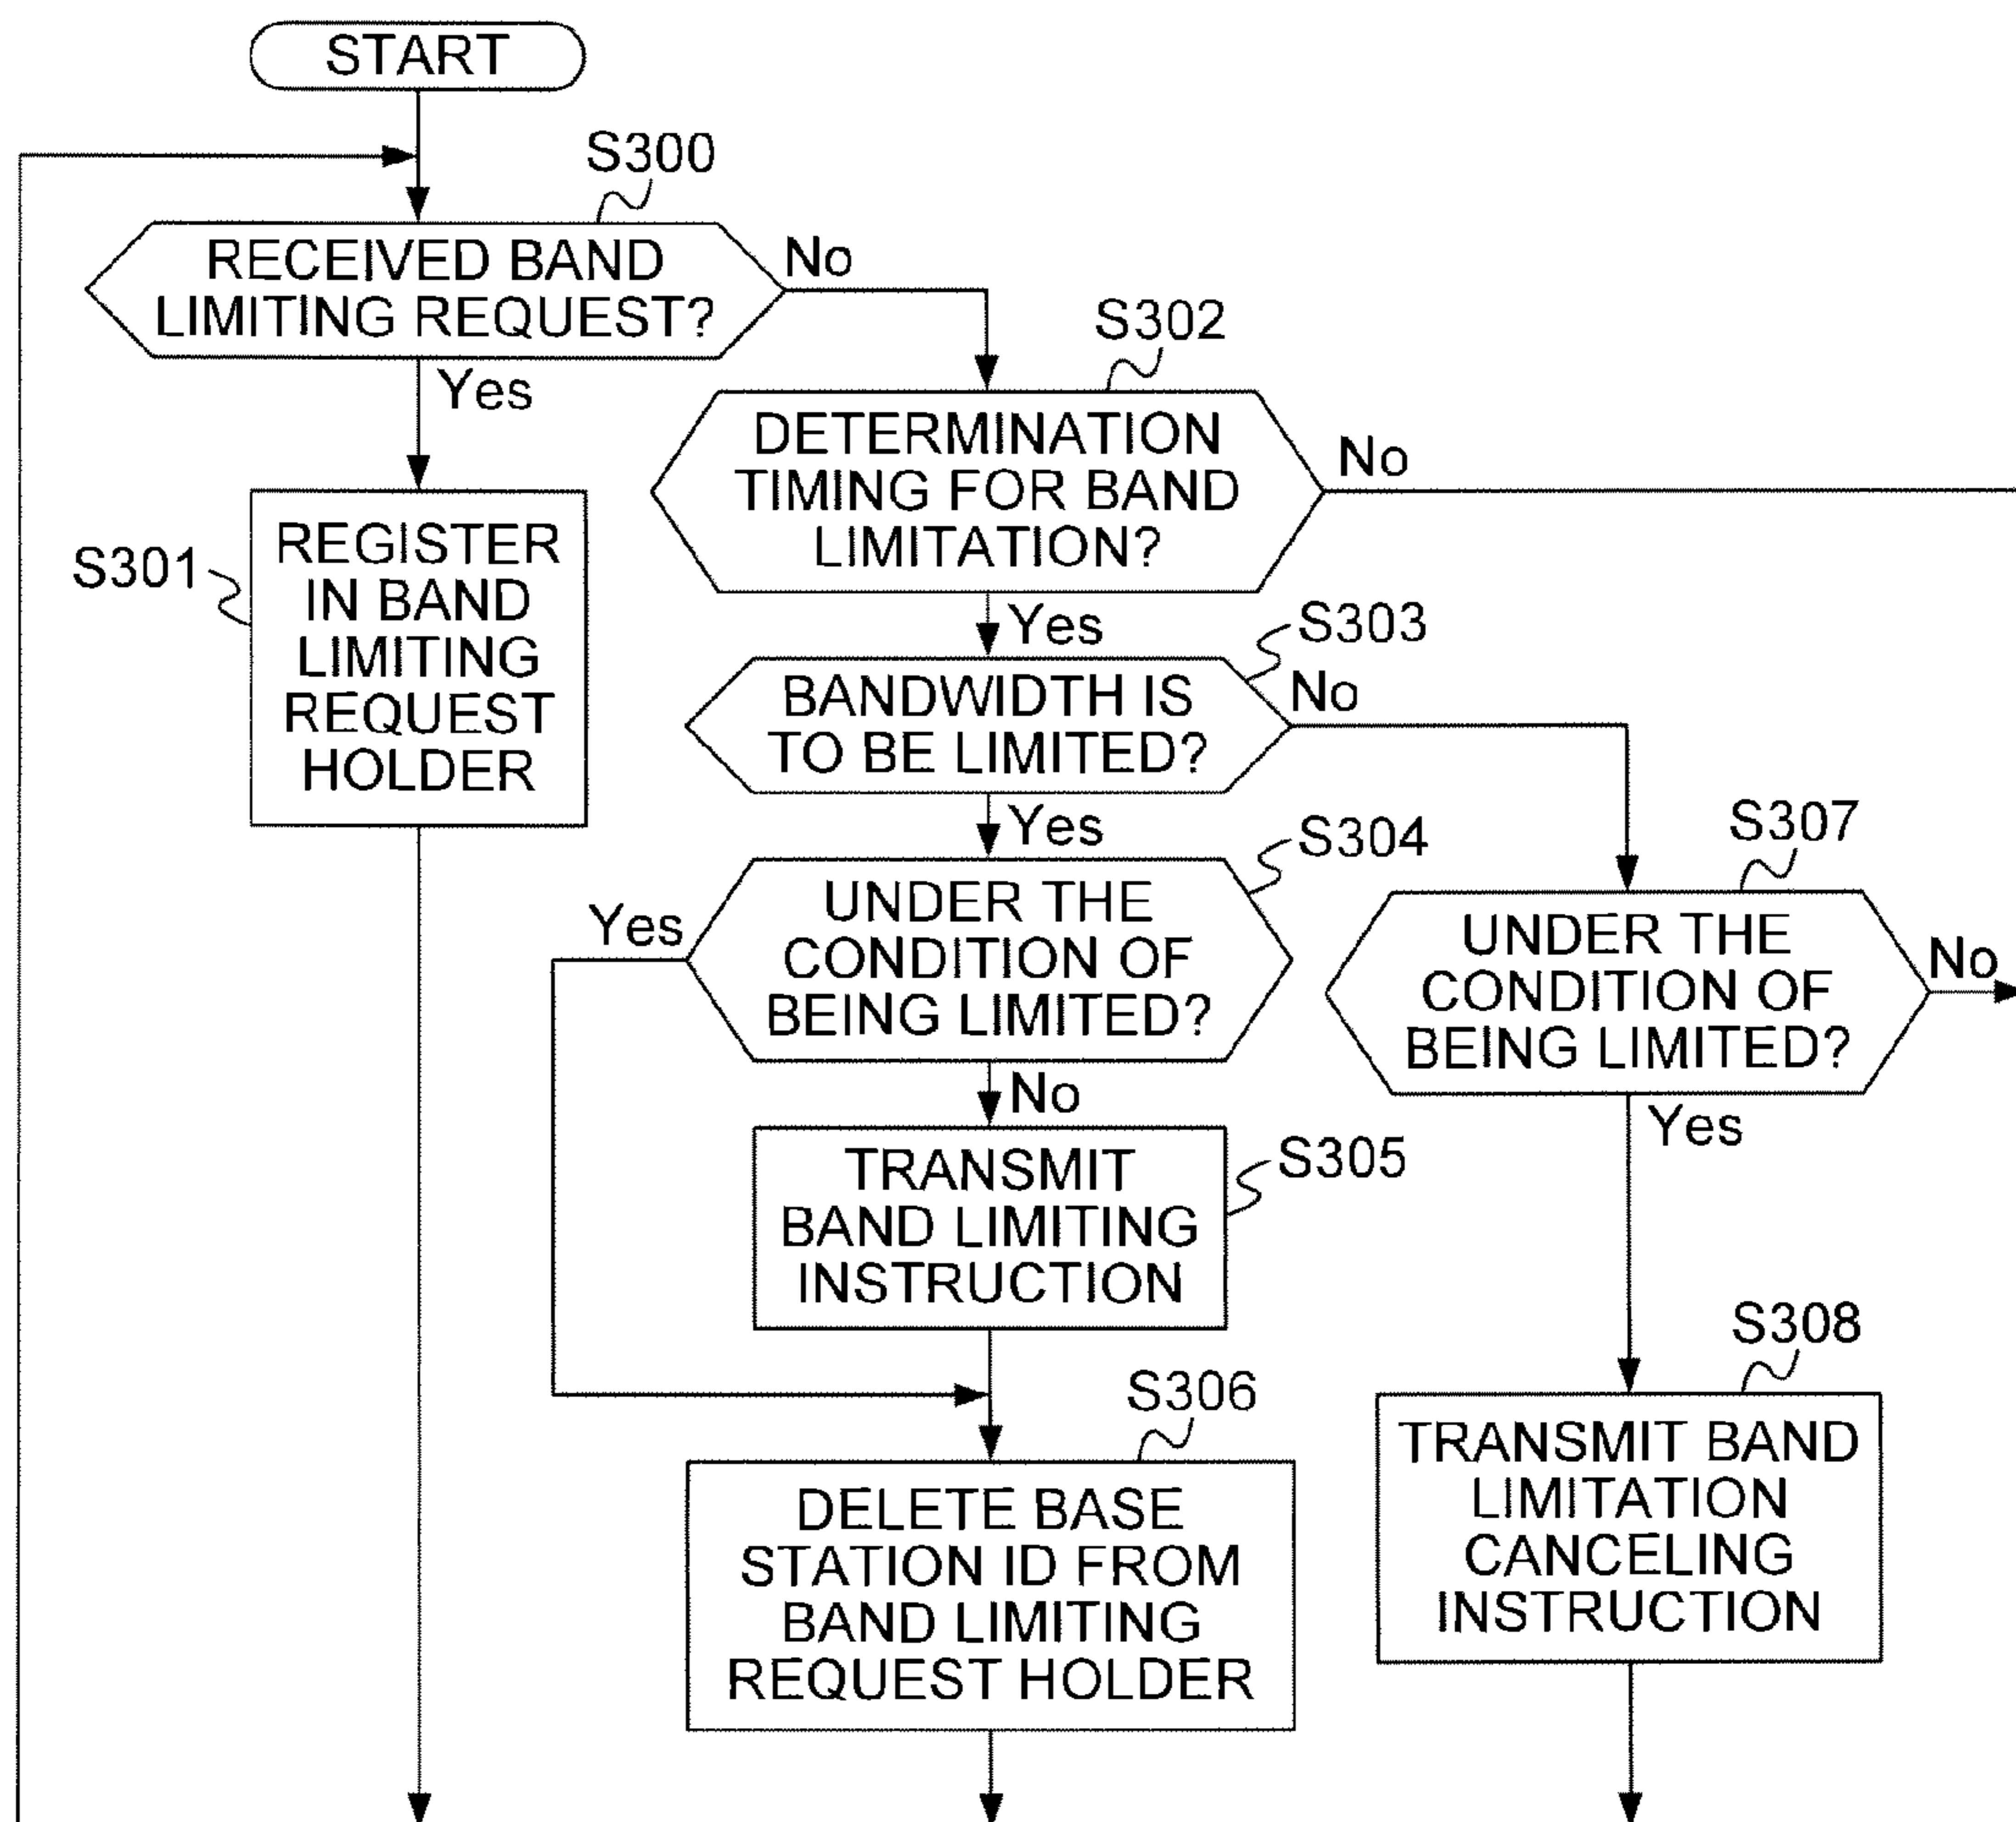 START
S300
RECEIVED BAND
LIMITING REQUEST?
No
Yes
S302
DETERMINATION
TIMING FOR BAND
LIMITATION?
No
Yes
S301
REGISTER
IN BAND
LIMITING
REQUEST
HOLDER
S303
BANDWIDTH IS
TO BE LIMITED?
No
Yes
S304
UNDER THE
CONDITION OF
BEING LIMITED?
Yes
No
S307
UNDER THE
CONDITION OF
BEING LIMITED?
No
Yes
S305
TRANSMIT
BAND LIMITING
INSTRUCTION
S306
DELETE BASE
STATION ID FROM
BAND LIMITING
REQUEST HOLDER
S308
TRANSMIT BAND
LIMITATION
CANCELING
INSTRUCTION